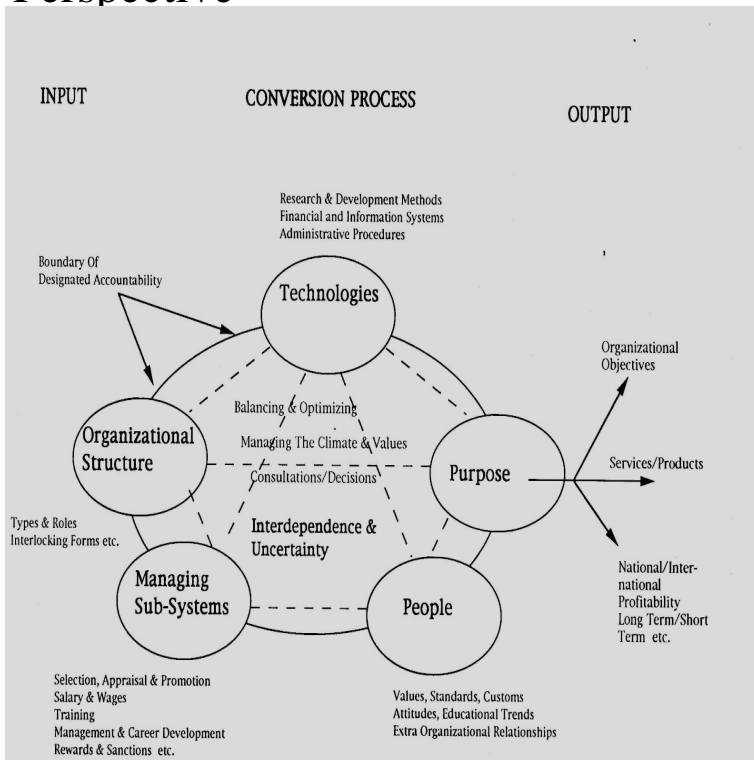 Perspective
INPUT
CONVERSION PROCESS
OUTPUT
Research & Development Methods
Financial and Information Systems
Administrative Procedures
Boundary Of
Designated Accountability
Technologies
Organizational
Objectives
Balancing & Optimizing
Organizational
Structure
Managing The Climate & Values
Purpose
Services/Products
Consultations/Decisions
Types & Roles
Interlocking Forms etc.
Interdependence &
Uncertainty
National/Inter-
national
Profitability
Long Term/Short
Term etc.
Managing
Sub-Systems
People
Selection, Appraisal & Promotion
Salary & Wages
Training
Management & Career Development
Rewards & Sanctions etc.
Values, Standards, Customs
Attitudes, Educational Trends
Extra Organizational Relationships